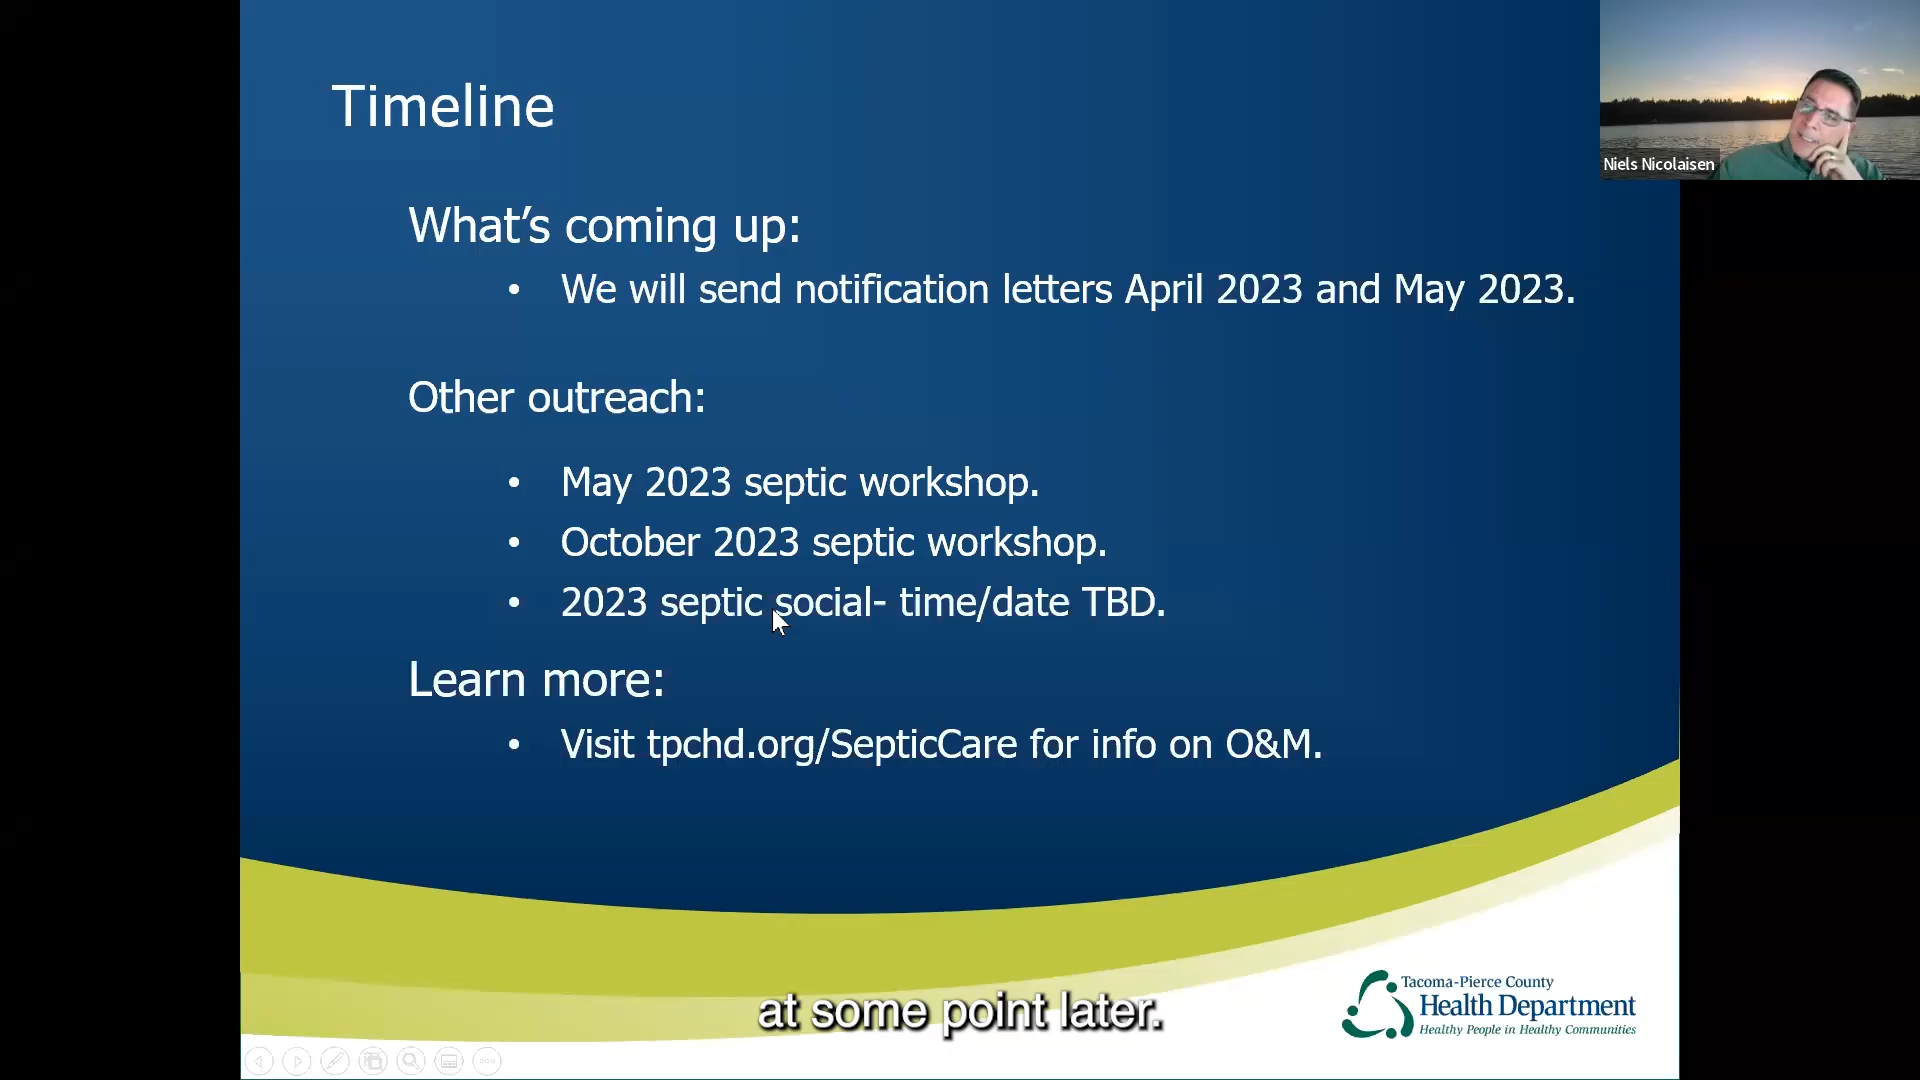 Timeline
Niels Nicolaisen
What’s coming up:
• We will send notification letters April 2023 and May 2023.
Other outreach:
• May 2023 septic workshop.
• October 2023 septic workshop.
• 2023 septic social- time/date TBD.
Learn more:
• Visit tpchd.org/SepticCare for info on O&M.
Tacoma-Pierce County
Health Department
Healthy People in Healthy Communities
at some point later.